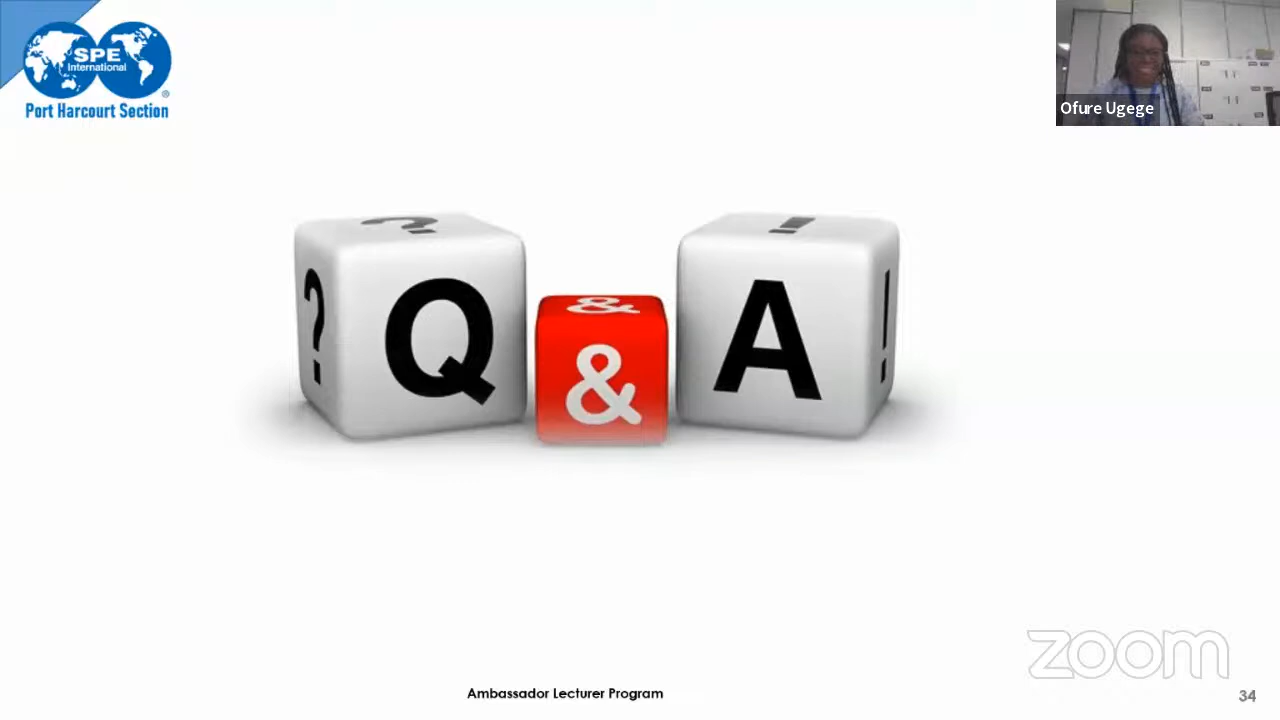 SPE
International
®
Port Harcourt Section
Ofure Ugege
? ! 
? Q & & A !
zoom
Ambassador Lecturer Program
34